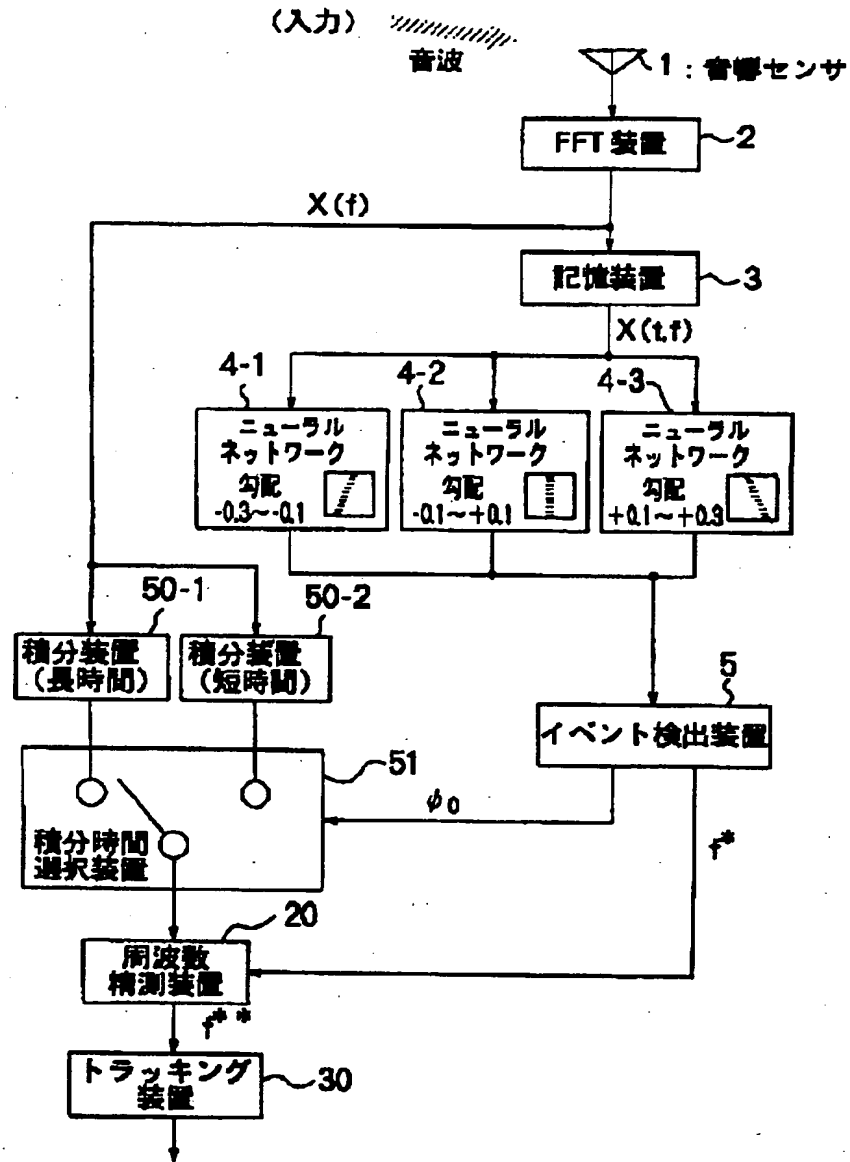 (入力)
音波
1:音響センサ
FFT装置
2
X(f)
記憶装置
3
X(t,f)
4-1
4-2
4-3
ニューラル
ネットワーク
勾配
-0.3~-0.1
ニューラル
ネットワーク
勾配
-0.1~+0.1
ニューラル
ネットワーク
勾配
+0.1~+0.3
50-1
50-2
積分装置
(長時間)
積分装置
(短時間)
5
イベント検出装置
51
φ0
f*
積分時間
選択装置
20
周波数
精測装置
f**
トラッキング
装置
30